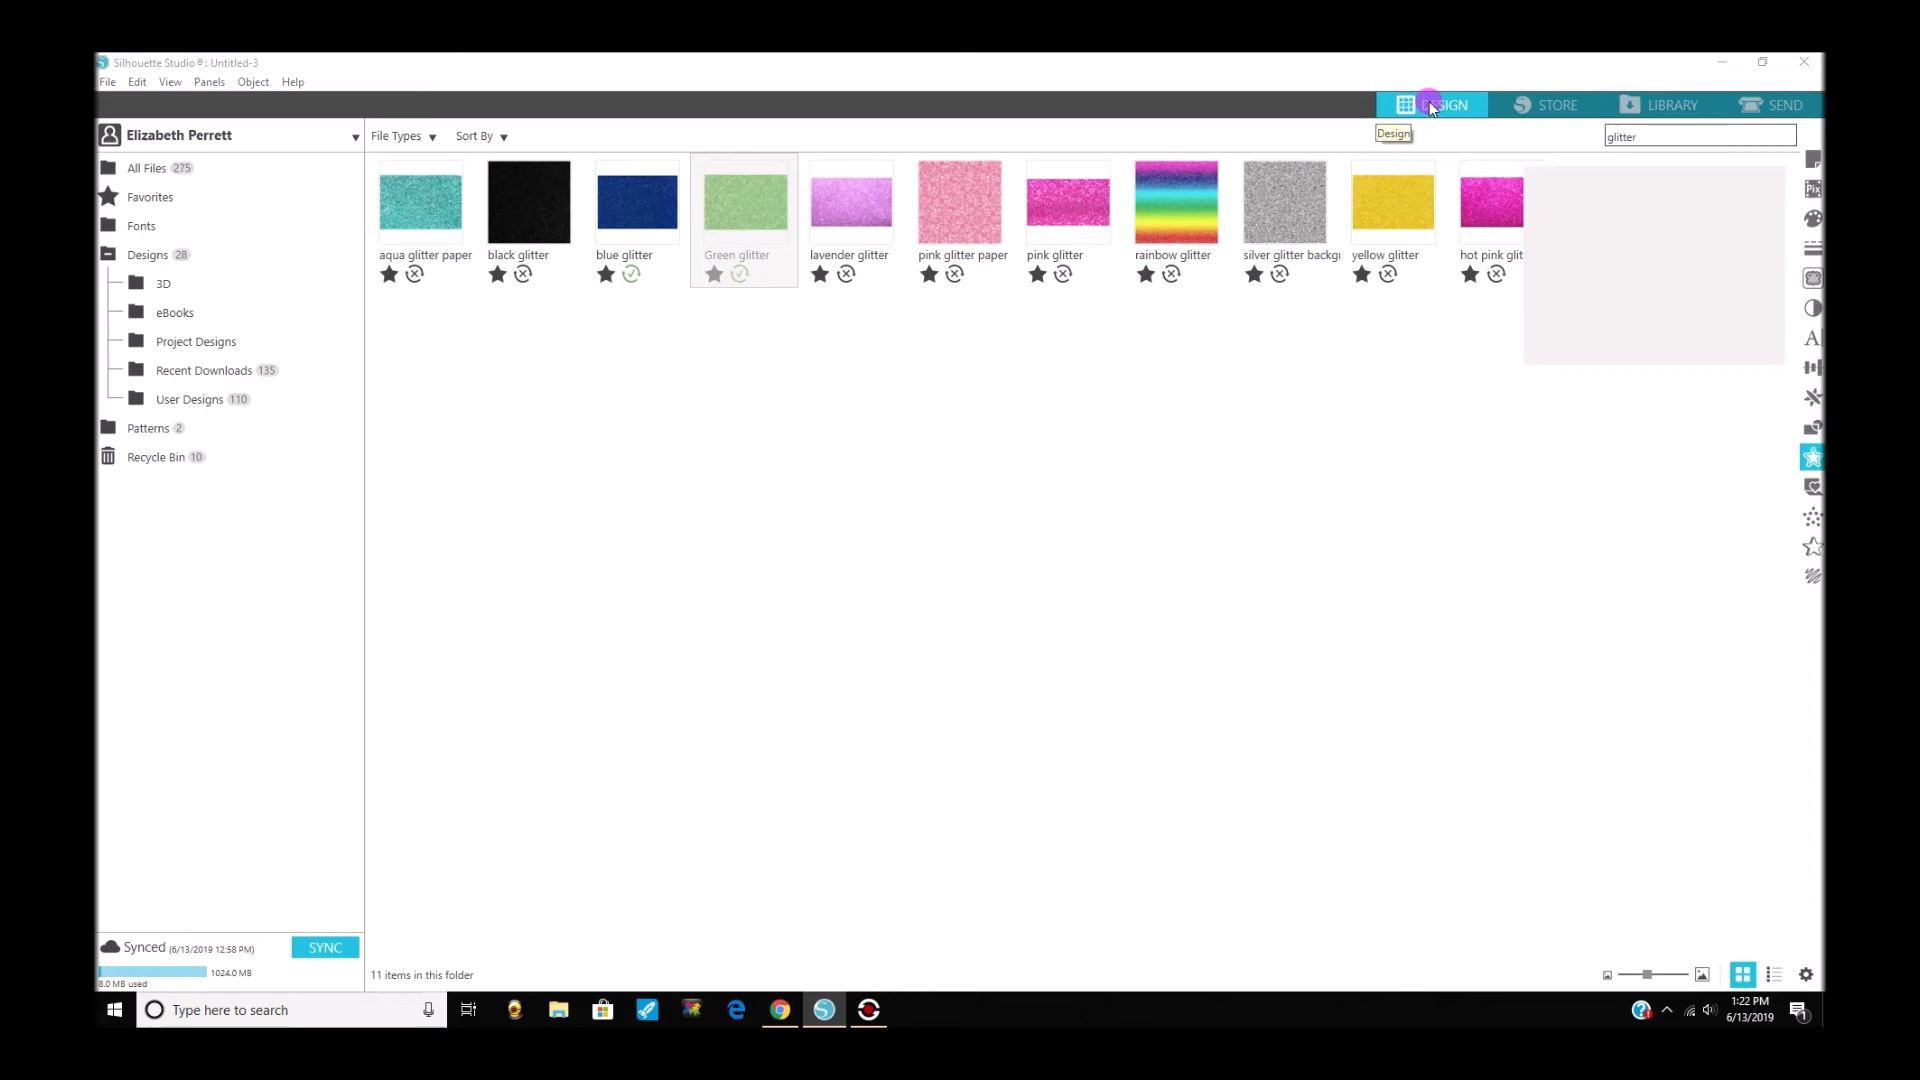 Silhouette Studio®: Untitled-3
File Edit View Panels Object Help
DESIGN STORE LIBRARY SEND
Design
Elizabeth Perrett
File Types Sort By
glitter
All Files 275
Favorites
Fonts
Designs 28
3D
eBooks
Project Designs
Recent Downloads 135
User Designs 110
Patterns 2
Recycle Bin 10
aqua glitter paper
black glitter
blue glitter
Green glitter
lavender glitter
pink glitter paper
pink glitter
rainbow glitter
silver glitter backgr
yellow glitter
hot pink glit
Pix
A
Synced (6/13/2019 12:58 PM) SYNC
1024.0 MB
8.0 MB used
11 items in this folder
Type here to search
1:22 PM
6/13/2019
1